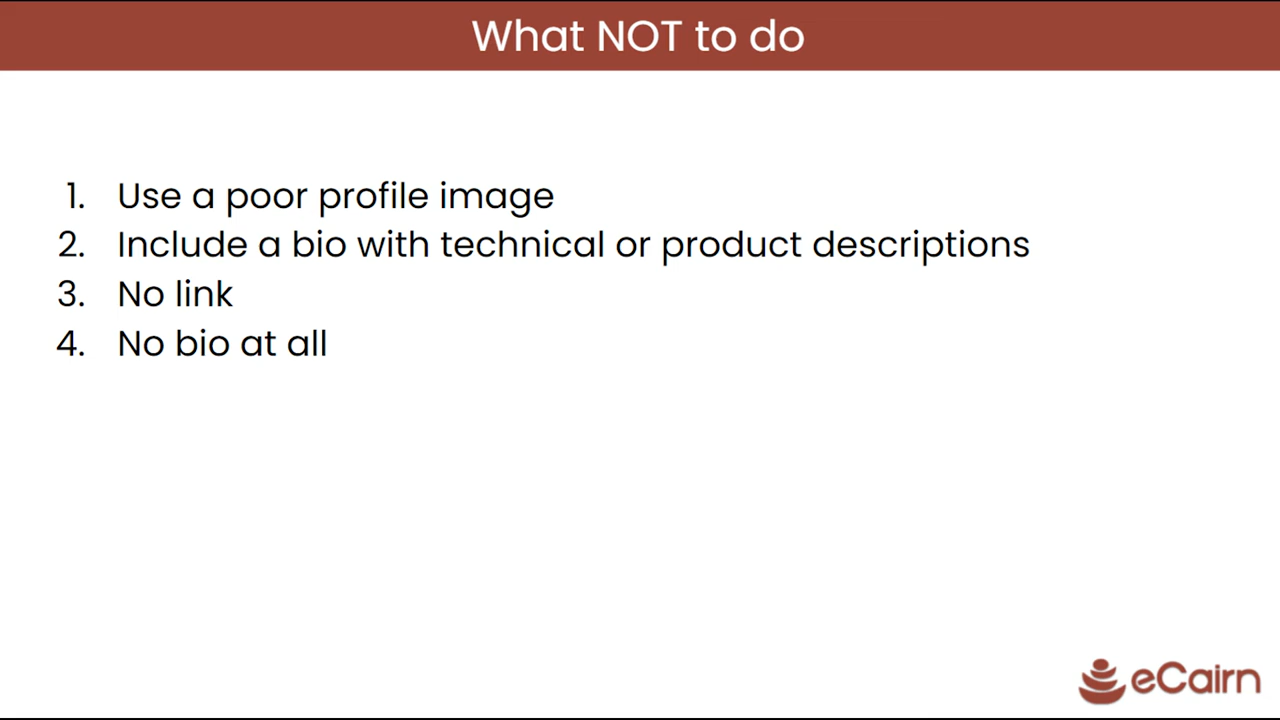 What NOT to do
1. Use a poor profile image
2. Include a bio with technical or product descriptions
3. No link
4. No bio at all
eCairn